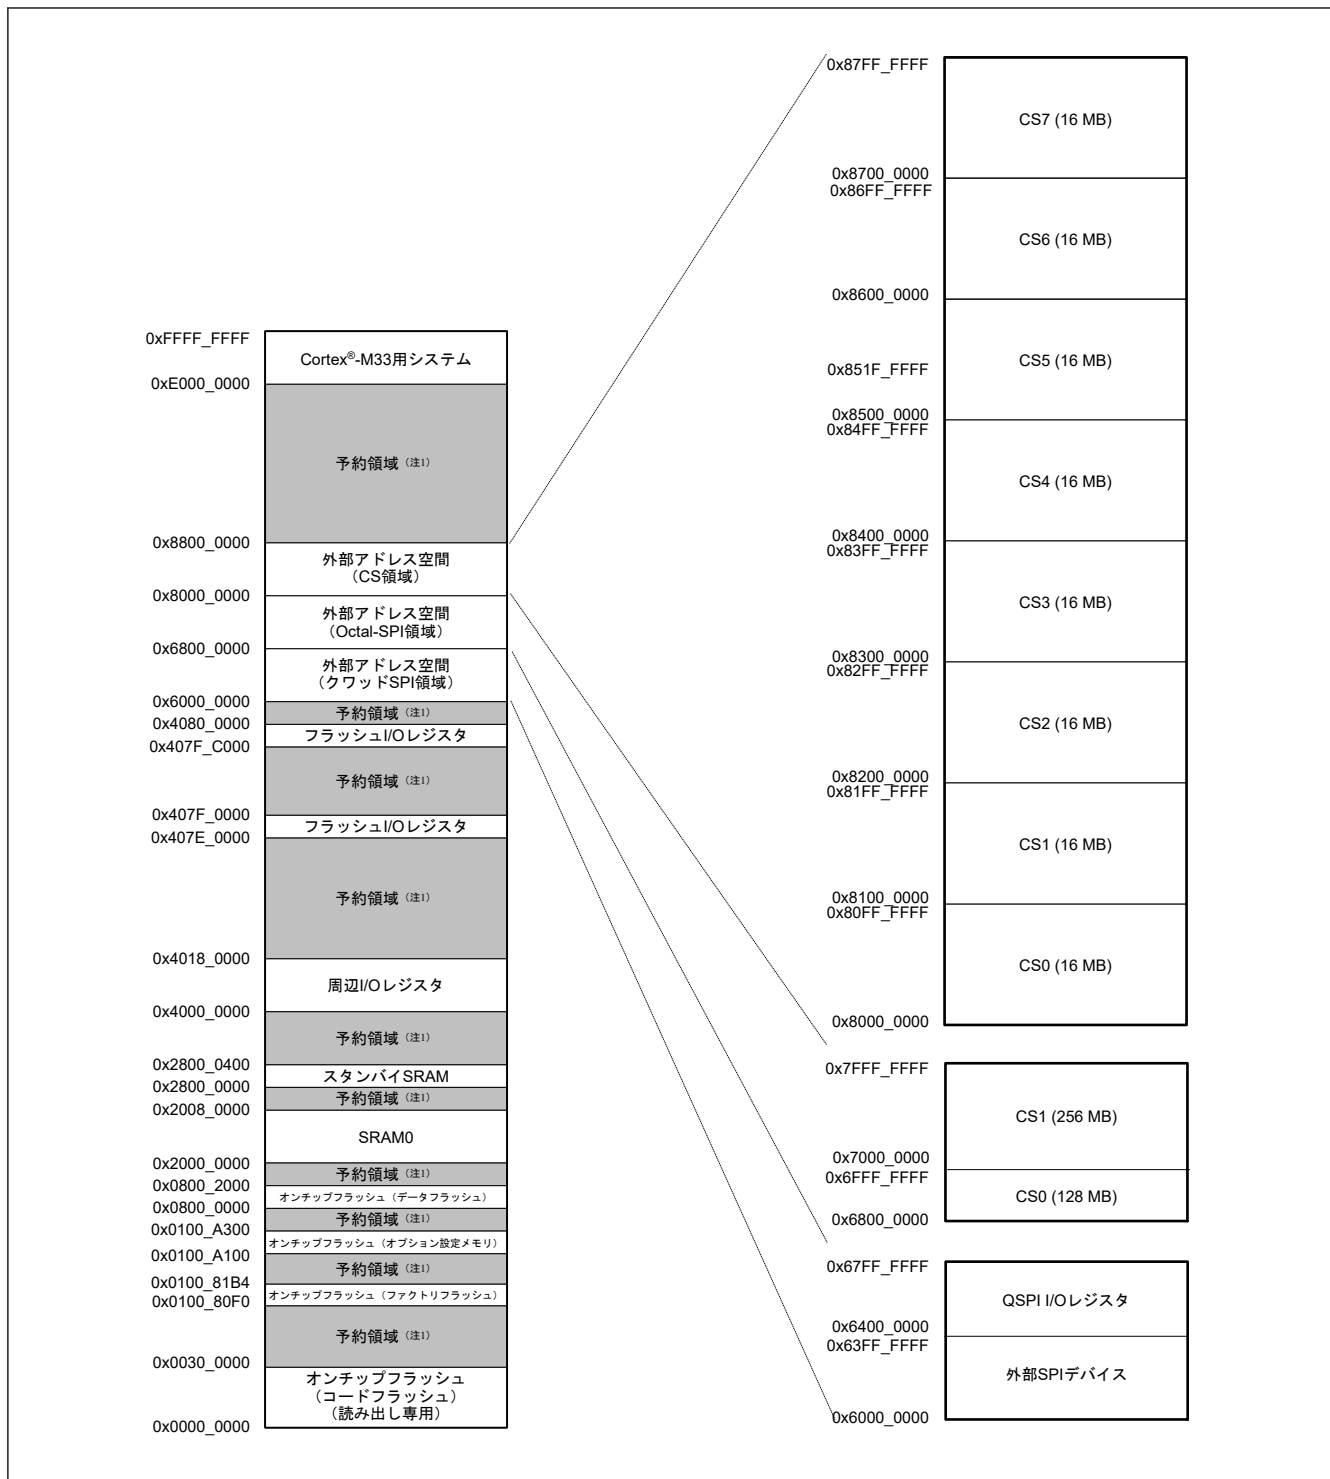 0xFFFF_FFFF
Cortex®-M33用システム
0xE000_0000
予約領域（注1）
0x8800_0000
外部アドレス空間
（CS領域）
0x8000_0000
外部アドレス空間
（Octal-SPI領域）
0x6800_0000
外部アドレス空間
（クワッドSPI領域）
0x6000_0000
予約領域（注1）
0x4080_0000
フラッシュI/Oレジスタ
0x407F_C000
予約領域（注1）
0x407F_0000
フラッシュI/Oレジスタ
0x407E_0000
予約領域（注1）
0x4018_0000
周辺I/Oレジスタ
0x4000_0000
予約領域（注1）
0x2800_0400
スタンバイSRAM
0x2800_0000
予約領域（注1）
0x2008_0000
SRAM0
0x2000_0000
予約領域（注1）
0x0800_2000
オンチップフラッシュ（データフラッシュ）
0x0800_0000
予約領域（注1）
0x0100_A300
オンチップフラッシュ（オプション設定メモリ）
0x0100_A100
予約領域（注1）
0x0100_81B4
オンチップフラッシュ（ファクトリフラッシュ）
0x0100_80F0
予約領域（注1）
0x0030_0000
オンチップフラッシュ
（コードフラッシュ）
（読み出し専用）
0x0000_0000
0x87FF_FFFF
CS7 (16 MB)
0x8700_0000
0x86FF_FFFF
CS6 (16 MB)
0x8600_0000
CS5 (16 MB)
0x851F_FFFF
0x8500_0000
0x84FF_FFFF
CS4 (16 MB)
0x8400_0000
0x83FF_FFFF
CS3 (16 MB)
0x8300_0000
0x82FF_FFFF
CS2 (16 MB)
0x8200_0000
0x81FF_FFFF
CS1 (16 MB)
0x8100_0000
0x80FF_FFFF
CS0 (16 MB)
0x8000_0000
0x7FFF_FFFF
CS1 (256 MB)
0x7000_0000
0x6FFF_FFFF
CS0 (128 MB)
0x6800_0000
0x67FF_FFFF
QSPI I/Oレジスタ
0x6400_0000
0x63FF_FFFF
外部SPIデバイス
0x6000_0000